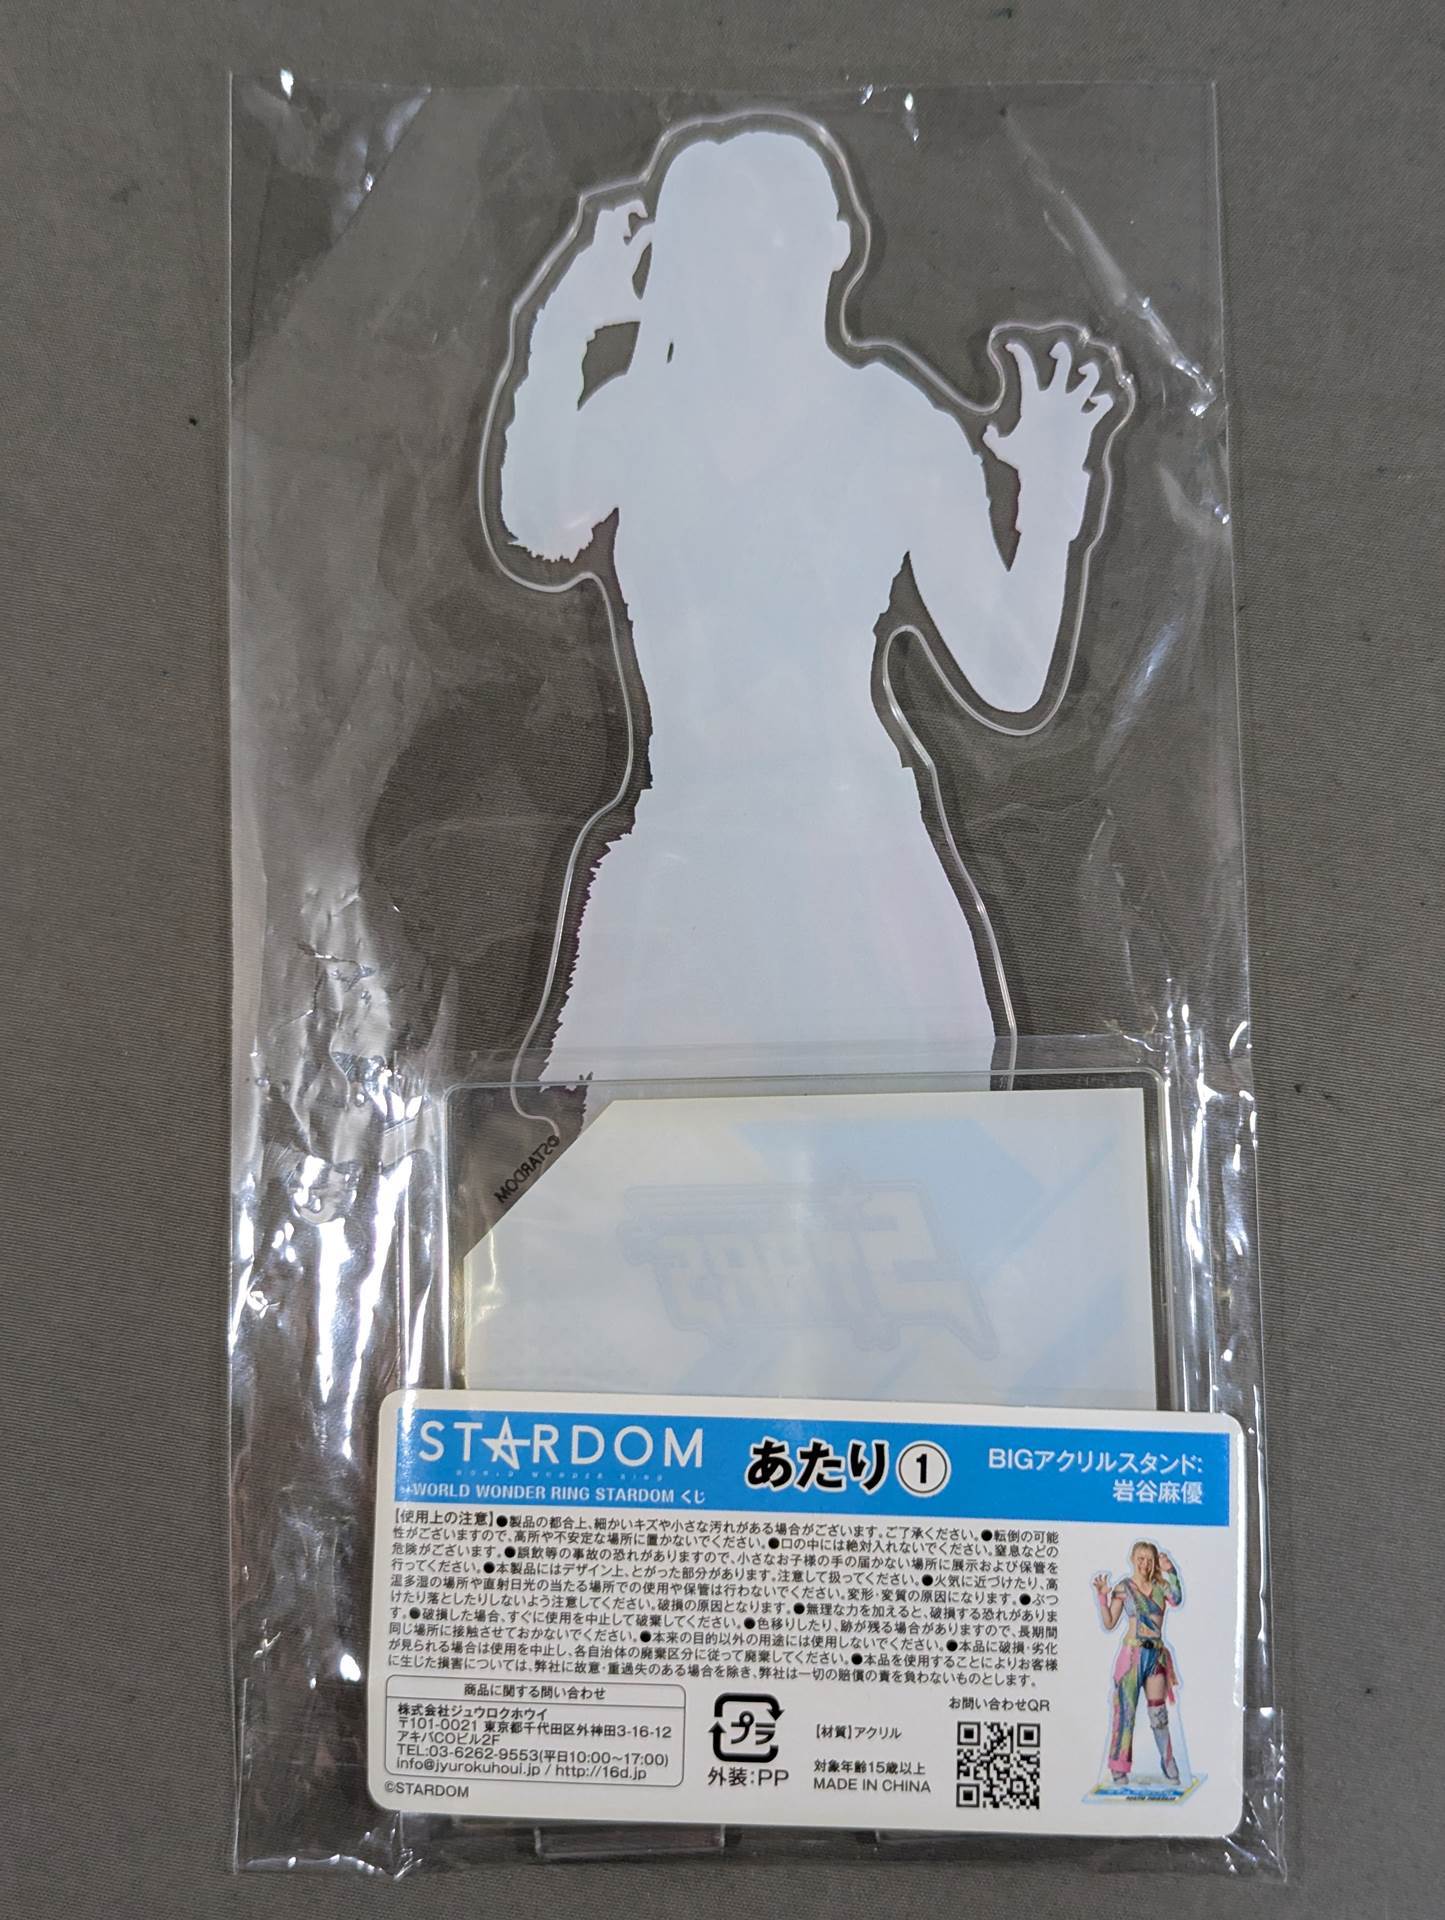 ©STARDOM
STARS
STARDOM
WORLD WONDER RING
WORLD WONDER RING STARDOM くじ
あたり①
BIGアクリルスタンド:
岩谷麻優
【使用上の注意】●製品の都合上、細かいキズや小さな汚れがある場合がございます。ご了承ください。●転倒の可能
性がございますので、高所や不安定な場所に置かないでください。●口の中には絶対入れないでください。窒息などの
危険がございます。●誤飲等の事故の恐れがありますので、小さなお子様の手の届かない場所に展示および保管を
行ってください。●本製品にはデザイン上、とがった部分があります。注意して扱ってください。●火気に近づけたり、高
温多湿の場所や直射日光の当たる場所での使用や保管は行わないでください。変形・変質の原因になります。●ぶつ
けたり落としたりしないよう注意してください。破損の原因となります。●無理な力を加えると、破損する恐れがありま
す。●破損した場合、すぐに使用を中止して破棄してください。●色移りしたり、跡が残る場合がありますので、長期間
同じ場所に接触させておかないでください。●本来の目的以外の用途には使用しないでください。●本品に破損・劣化
が見られる場合は使用を中止し、各自治体の廃棄区分に従って廃棄してください。●本品を使用することによりお客様
に生じた損害については、弊社に故意・重過失のある場合を除き、弊社は一切の賠償の責を負わないものとします。
商品に関する問い合わせ
株式会社ジュウロクホウイ
〒101-0021 東京都千代田区外神田3-16-12
アキバCOビル2F
TEL:03-6262-9553(平日10:00～17:00)
info@jyurokuhoui.jp / http://16d.jp/
©STARDOM
プラ
外装:PP
【材質】アクリル
対象年齢15歳以上
MADE IN CHINA
お問い合わせQR